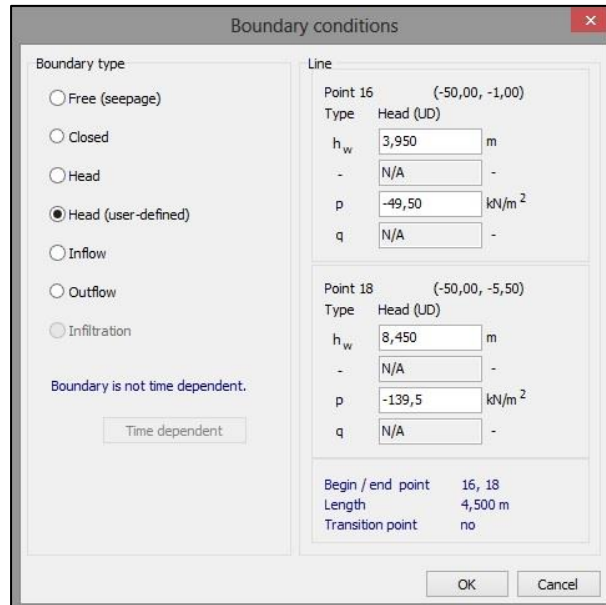 Boundary conditions
Boundary type
Free (seepage)
Closed
Head
Head (user-defined)
Inflow
Outflow
Infiltration
Boundary is not time dependent.
Time dependent
Line
Point 16 (-50,00, -1,00)
Type Head (UD)
h w 3,950 m
- N/A -
p -49,50 kN/m 2
q N/A -
Point 18 (-50,00, -5,50)
Type Head (UD)
h w 8,450 m
- N/A -
p -139,5 kN/m 2
q N/A -
Begin / end point 16, 18
Length 4,500 m
Transition point no
OK Cancel